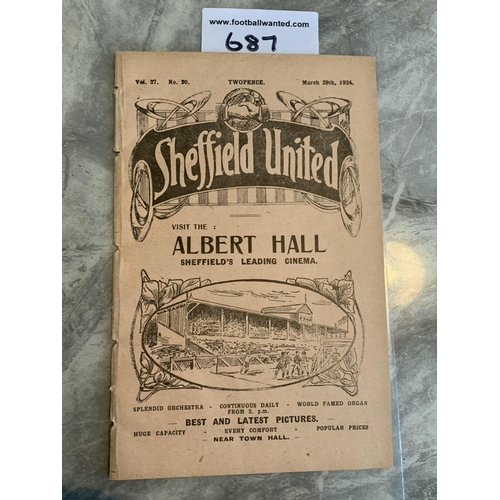 www.footballwanted.com
687
Vol. 27. No. 30. TWOPENCE. March 29th, 1924.
Sheffield United
VISIT THE :
ALBERT HALL
SHEFFIELD'S LEADING CINEMA.
SPLENDID ORCHESTRA - CONTINUOUS DAILY - WORLD FAMED ORGAN
FROM 2. p.m.
— BEST AND LATEST PICTURES. —
HUGE CAPACITY - EVERY COMFORT - POPULAR PRICES
— NEAR TOWN HALL. —